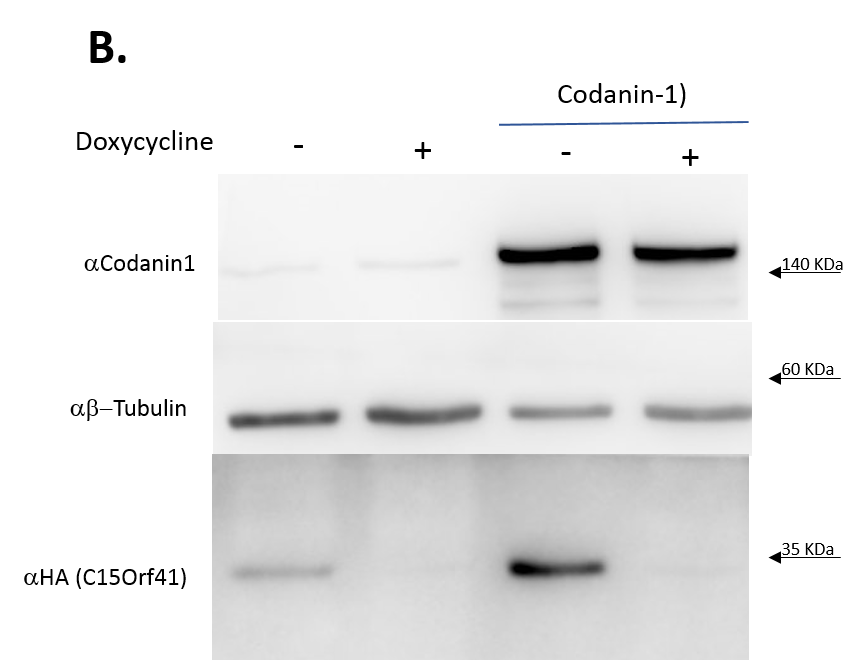 B.
Codanin-1)
Doxycycline - + - +
αCodanin1
140 KDa
60 KDa
αβ–Tubulin
35 KDa
αHA (C15Orf41)